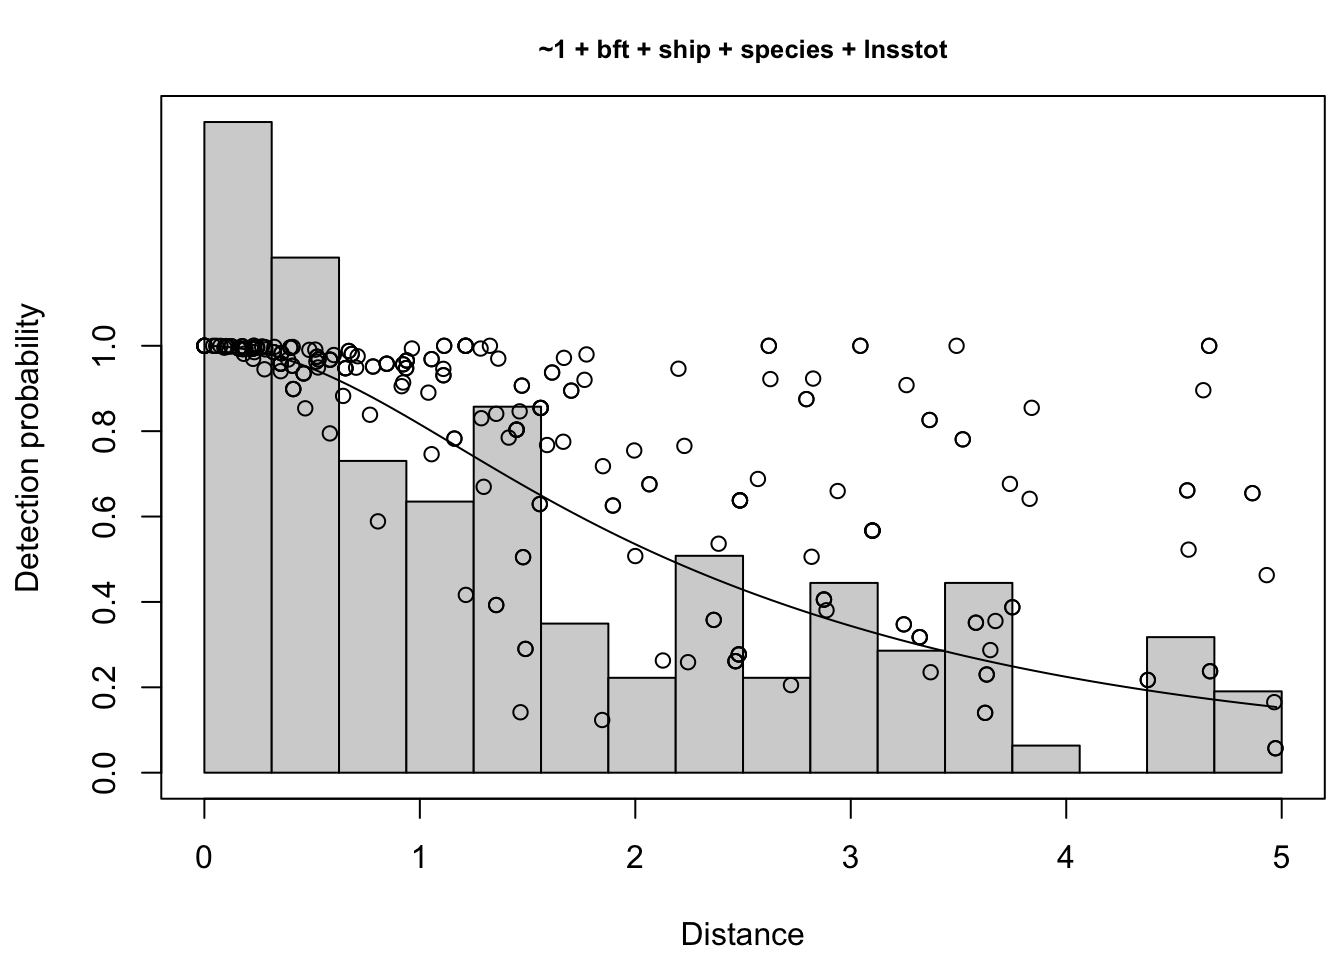 ~1 + bft + ship + species + lnsstot
Detection probability
1.0
0.8
0.6
0.4
0.2
0.0
0 1 2 3 4 5
Distance